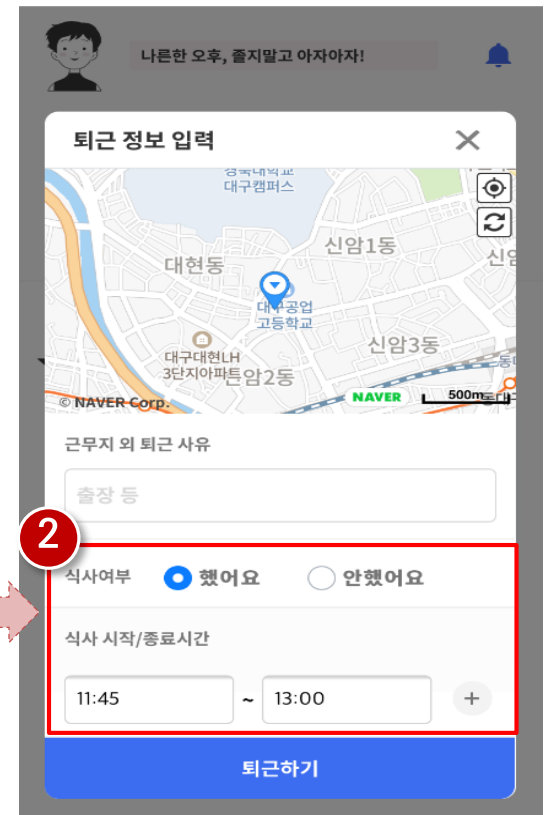 나른한 오후, 졸지말고 아자아자!
퇴근 정보 입력
경북대학교
대구캠퍼스
신암1동
대현동
신암
대구공업
고등학교
신암3동
대구대현LH
3단지아파트
신암2동
© NAVER Corp.
NAVER
500m
근무지 외 퇴근 사유
출장 등
2
식사여부 했어요 안했어요
식사 시작/종료시간
11:45 ~ 13:00 +
퇴근하기